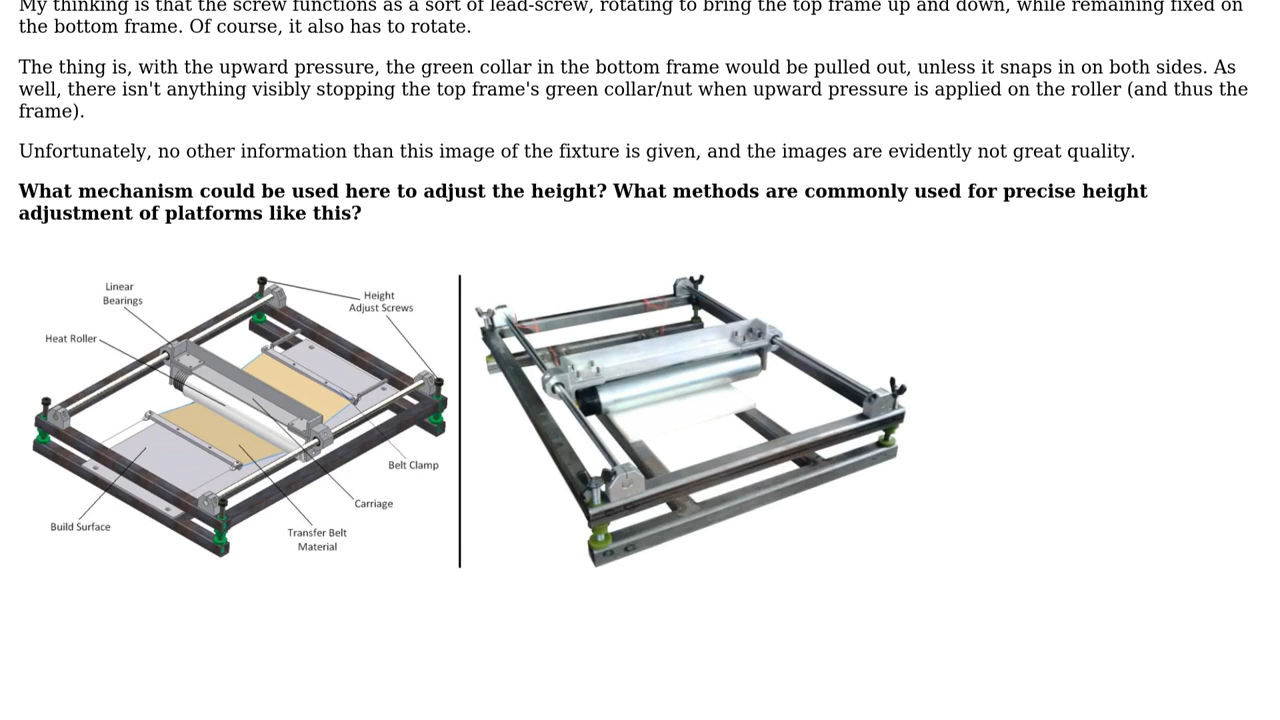 My thinking is that the screw functions as a sort of lead-screw, rotating to bring the top frame up and down, while remaining fixed on
the bottom frame. Of course, it also has to rotate.
The thing is, with the upward pressure, the green collar in the bottom frame would be pulled out, unless it snaps in on both sides. As
well, there isn't anything visibly stopping the top frame's green collar/nut when upward pressure is applied on the roller (and thus the
frame).
Unfortunately, no other information than this image of the fixture is given, and the images are evidently not great quality.
What mechanism could be used here to adjust the height? What methods are commonly used for precise height
adjustment of platforms like this?
Linear
Bearings
Height
Adjust Screws
Heat Roller
Belt Clamp
Carriage
Build Surface
Transfer Belt
Material